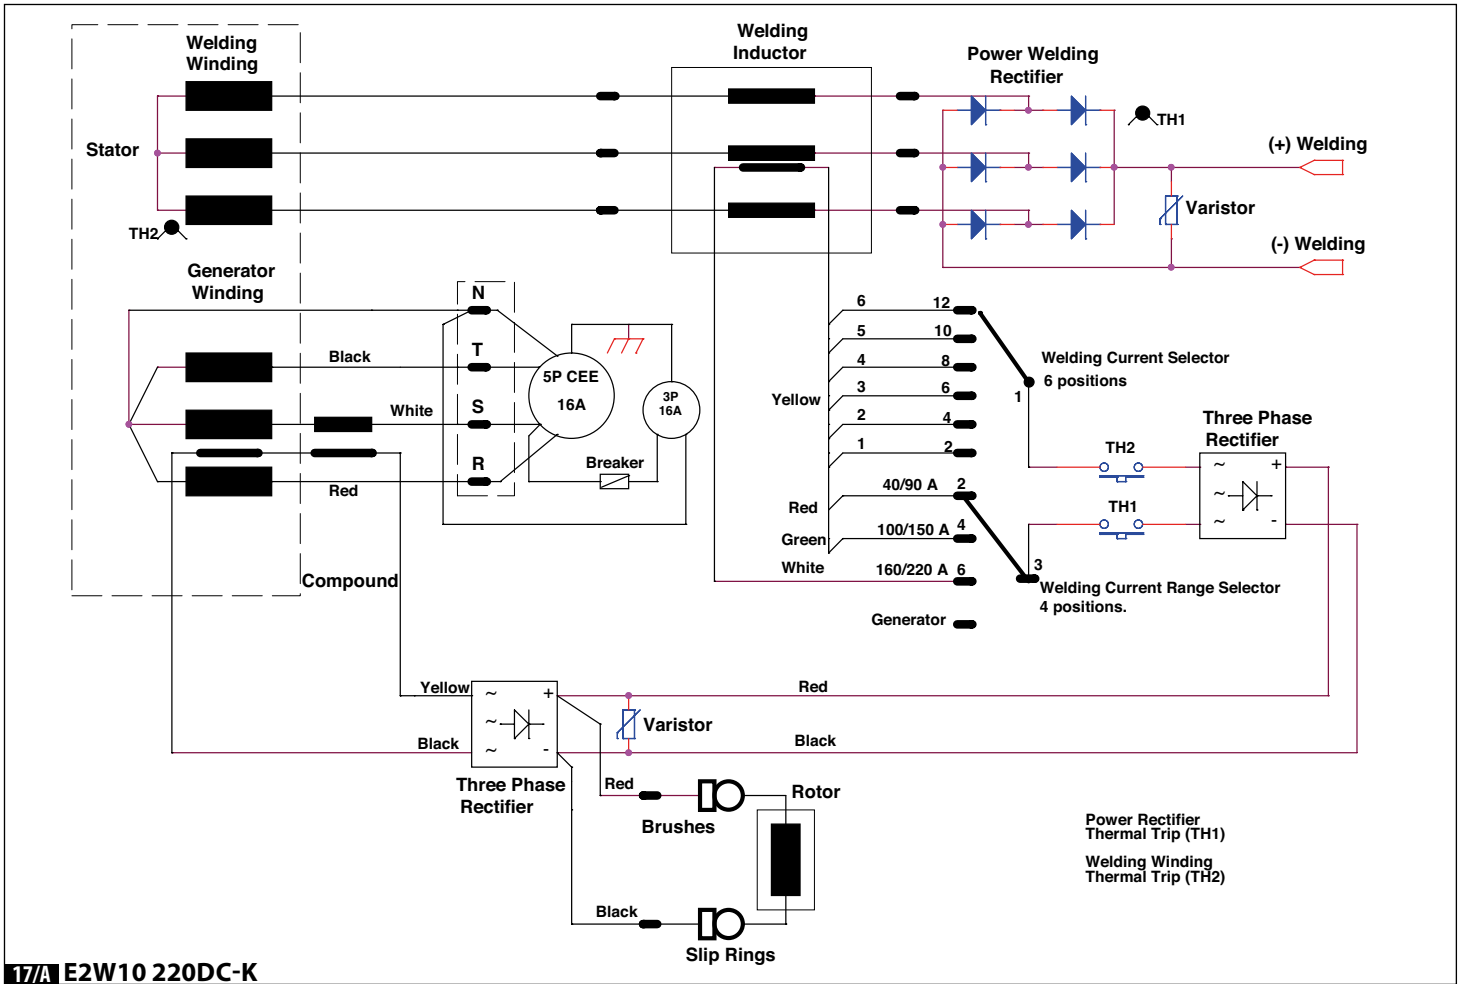 Welding
Winding
Welding
Inductor
Power Welding
Rectifier
TH1
Stator
(+) Welding
Varistor
TH2
(-) Welding
Generator
Winding
N
6 12
5 10
T
Black
5P CEE
16A
4 8
Welding Current Selector
6 positions
3P
16A
3 6
1
Yellow
S
White
2 4
Three Phase
Rectifier
1 2
TH2
R
Breaker
~ +
~
~ -
Red
40/90 A 2
Red
TH1
100/150 A 4
Green
White
160/220 A 6
3
Compound
Welding Current Range Selector
4 positions.
Generator
Yellow
~ +
~
~ -
Red
Varistor
Black
Black
Three Phase
Rectifier
Red
Rotor
Brushes
Power Rectifier
Thermal Trip (TH1)
Welding Winding
Thermal Trip (TH2)
Black
Slip Rings
17/A E2W10 220DC-K